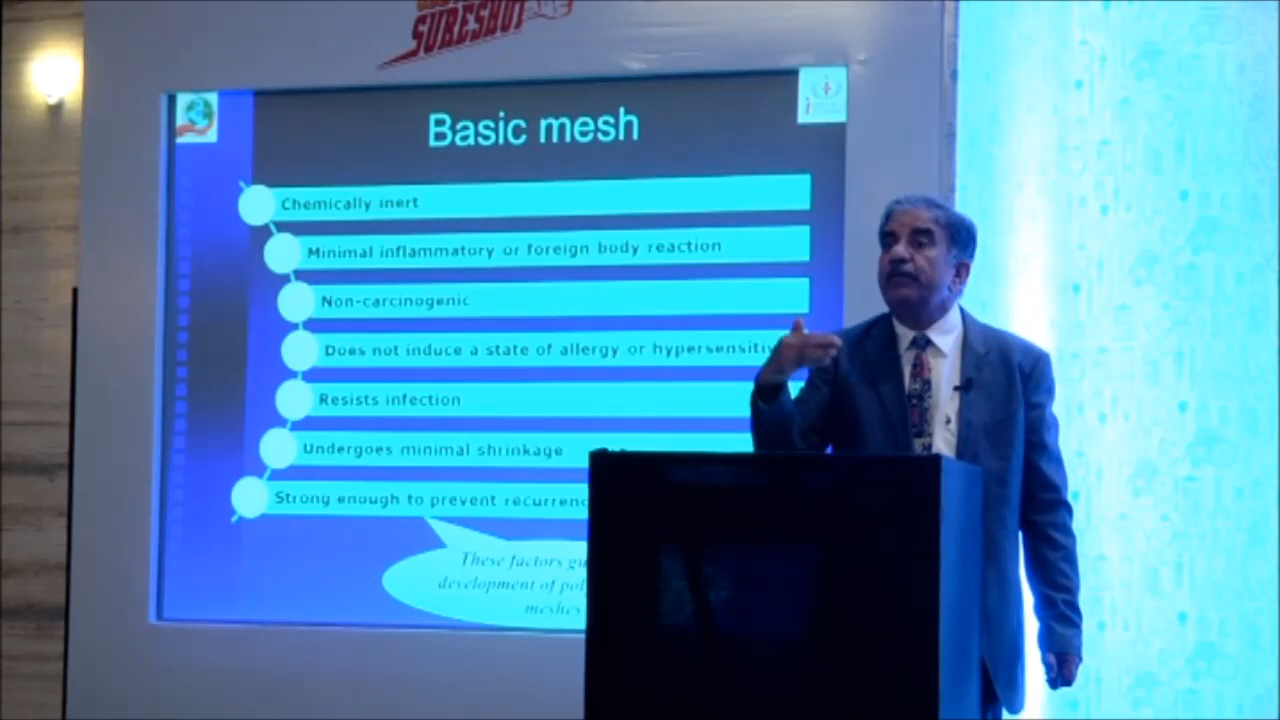 SURESHOT
Basic mesh
Chemically inert
Minimal inflammatory or foreign body reaction
Non-carcinogenic
Does not induce a state of allergy or hypersensitiv
Resists infection
Undergoes minimal shrinkage
Strong enough to prevent recurrenc
These factors gu
development of pol
meshes